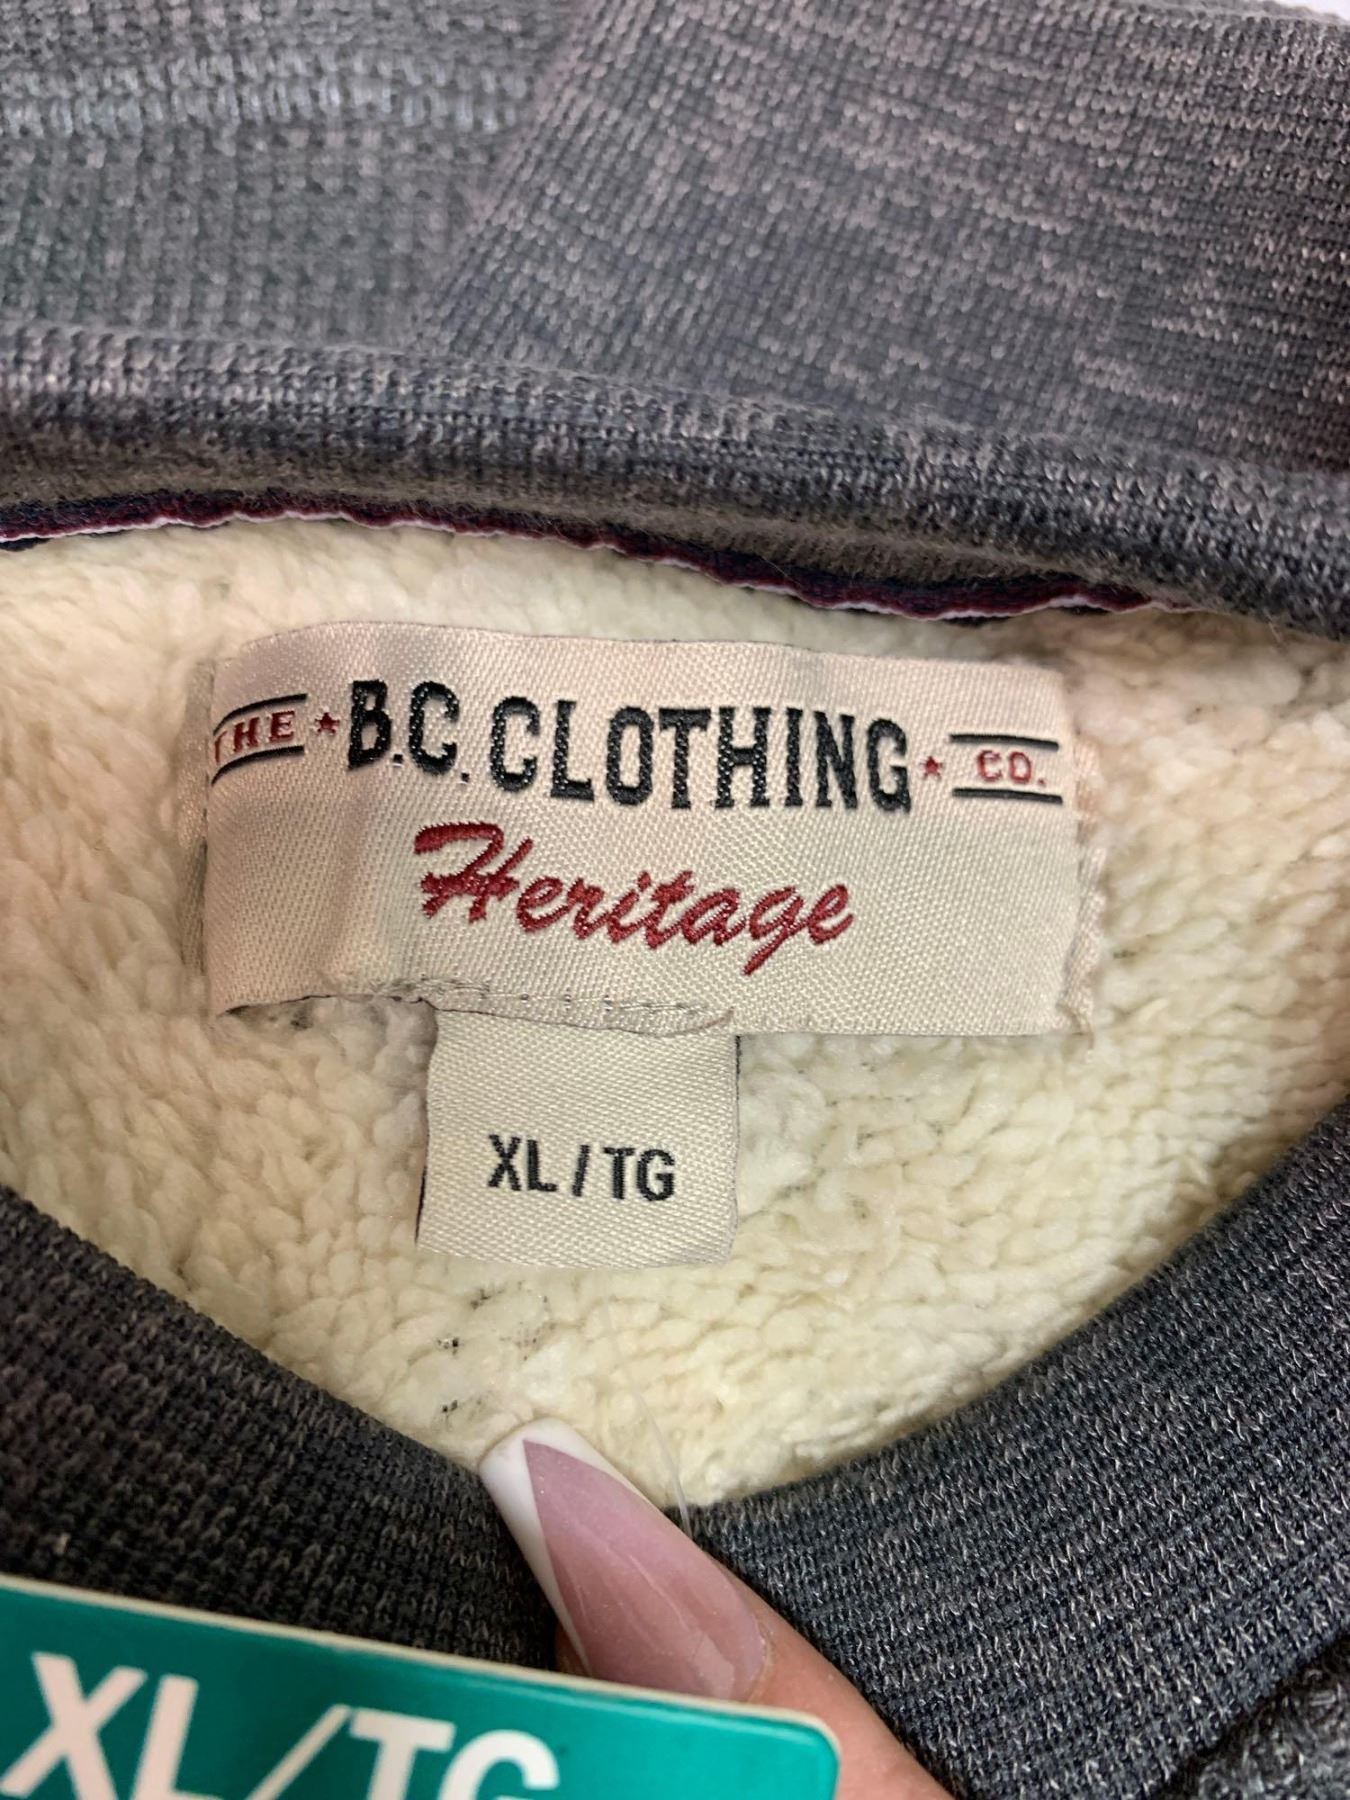 THE ★ B.C. CLOTHING ★ CO.
Heritage
XL / TG
XL/TG